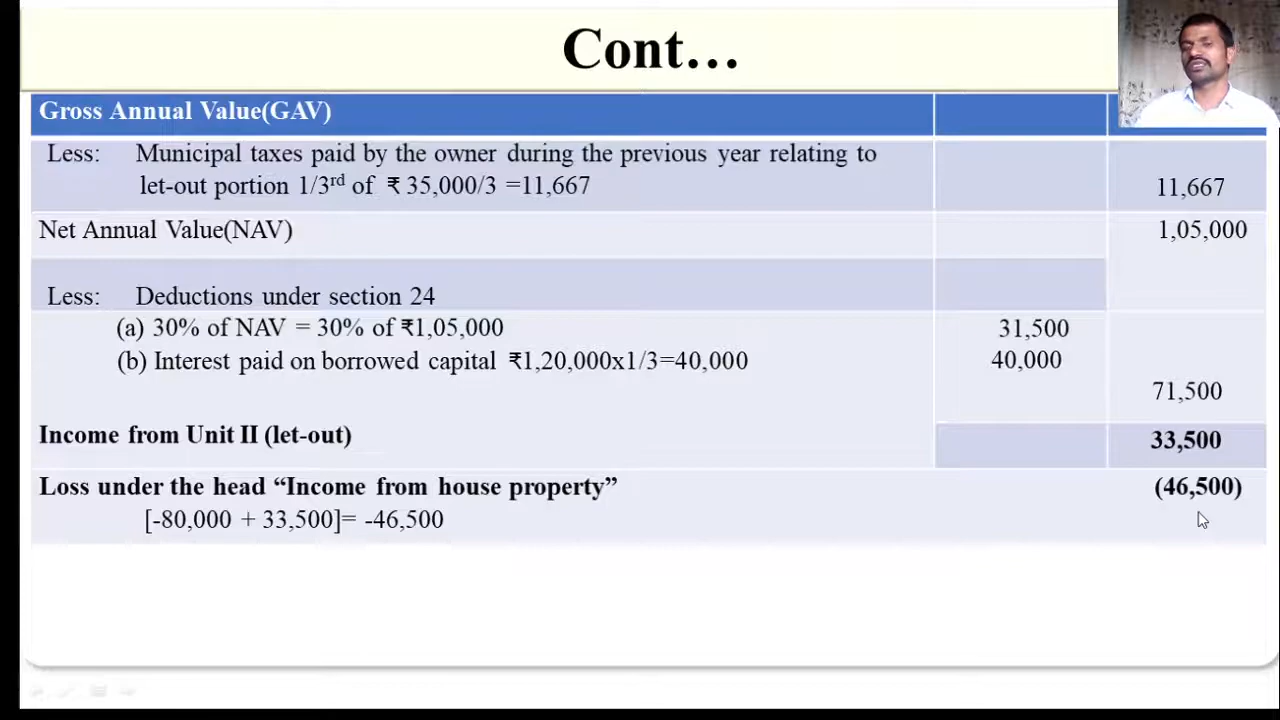 Cont…
Gross Annual Value(GAV)
Less: Municipal taxes paid by the owner during the previous year relating to
let-out portion 1/3rd of ₹ 35,000/3 =11,667 11,667
Net Annual Value(NAV) 1,05,000
Less: Deductions under section 24
(a) 30% of NAV = 30% of ₹1,05,000 31,500
(b) Interest paid on borrowed capital ₹1,20,000x1/3=40,000 40,000
71,500
Income from Unit II (let-out) 33,500
Loss under the head “Income from house property” (46,500)
[-80,000 + 33,500]= -46,500